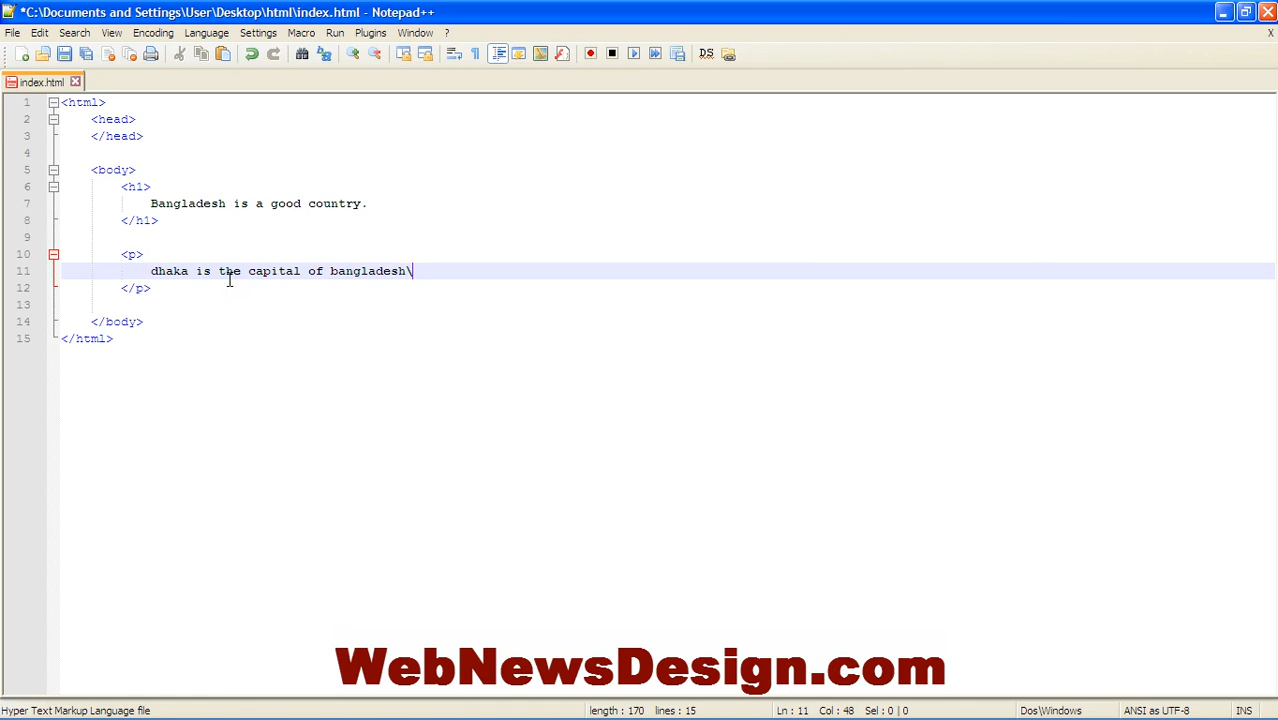 *C:\Documents and Settings\User\Desktop\html\index.html - Notepad++
File Edit Search View Encoding Language Settings Macro Run Plugins Window ? X
index.html
1 <html>
2 <head>
3 </head>
4
5 <body>
6 <h1>
7 Bangladesh is a good country.
8 </h1>
9
10 <p>
11 dhaka is the capital of bangladesh\
12 </p>
13
14 </body>
15 </html>
WebNewsDesign.com
Hyper Text Markup Language file length : 170 lines : 15 Ln : 11 Col : 48 Sel : 0 | 0 Dos\Windows ANSI as UTF-8 INS